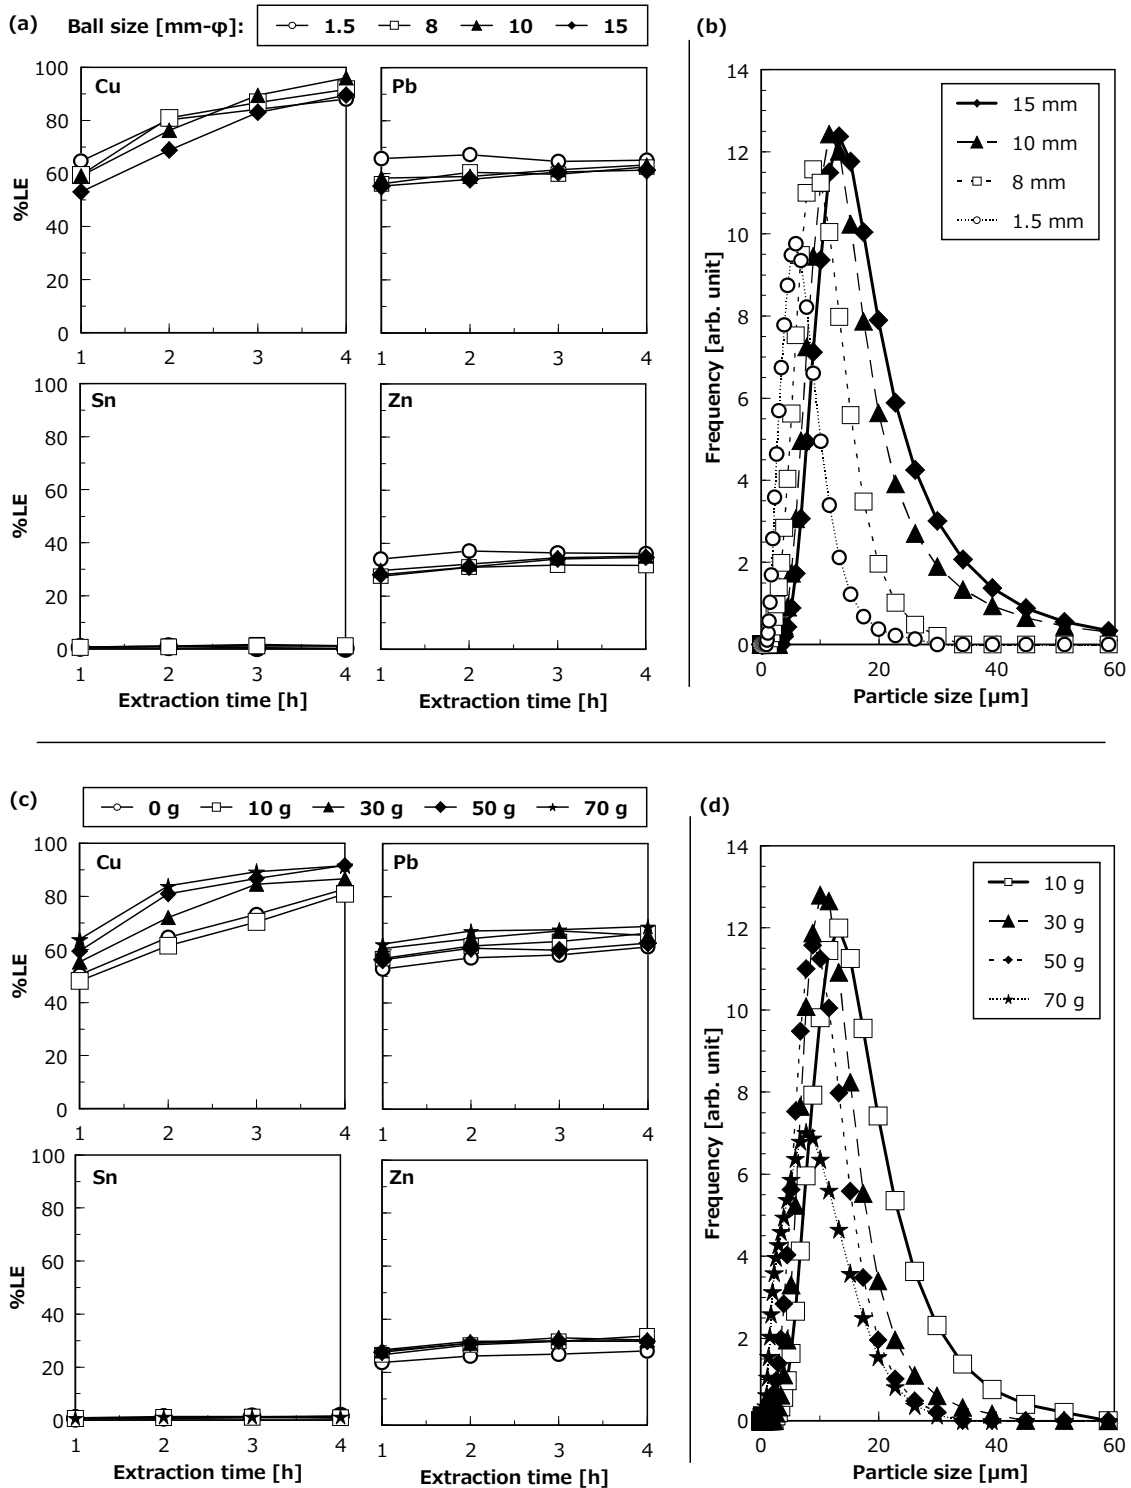 (a) Ball size [mm-φ]: 1.5 8 10 15
Cu
Pb
100
80
60
40
20
0
%LE
1 2 3 4
1 2 3 4
Sn
Zn
100
80
60
40
20
0
%LE
1 2 3 4
1 2 3 4
Extraction time [h]
Extraction time [h]
(b)
14
12
10
8
6
4
2
0
Frequency [arb. unit]
15 mm
10 mm
8 mm
1.5 mm
0 20 40 60
Particle size [µm]
(c)
0 g 10 g 30 g 50 g 70 g
Cu
Pb
100
80
60
40
20
0
%LE
1 2 3 4
1 2 3 4
Sn
Zn
100
80
60
40
20
0
%LE
1 2 3 4
1 2 3 4
Extraction time [h]
Extraction time [h]
(d)
14
12
10
8
6
4
2
0
Frequency [arb. unit]
10 g
30 g
50 g
70 g
0 20 40 60
Particle size [µm]